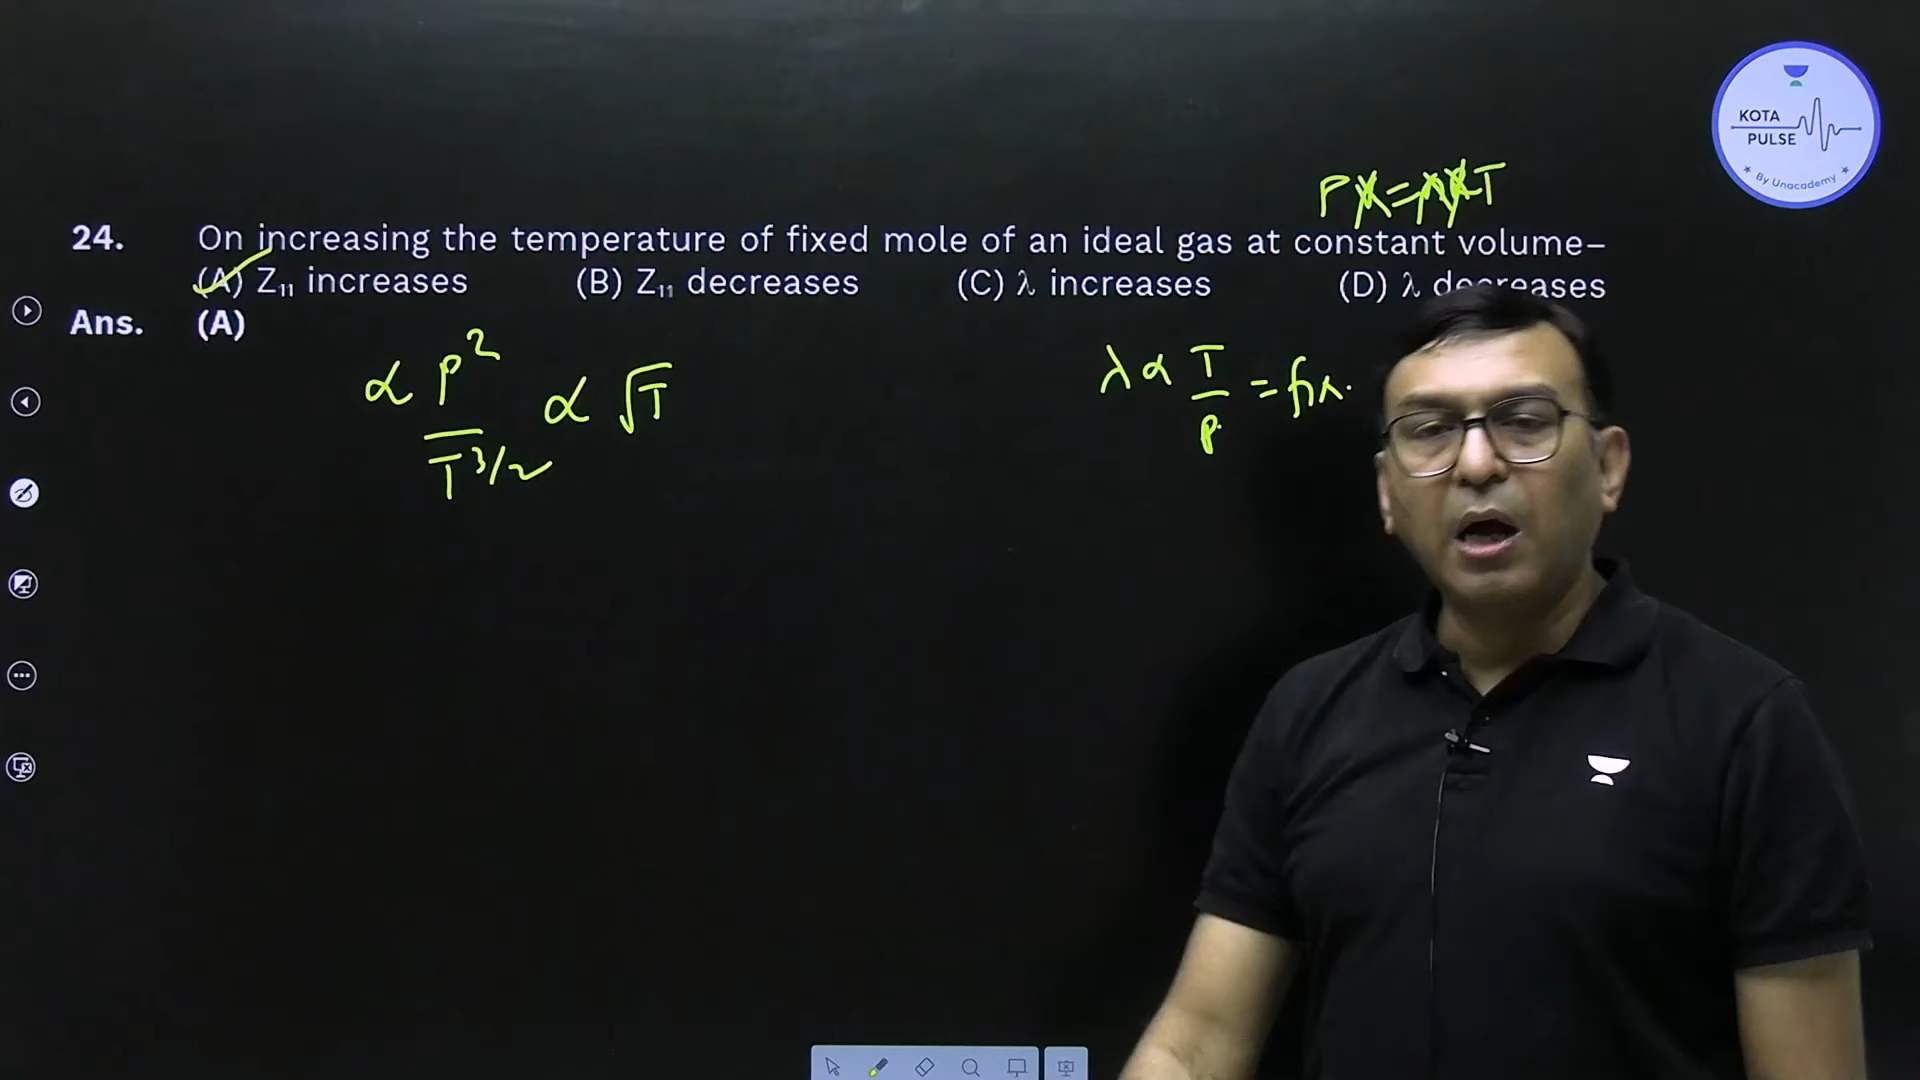 KOTA
PULSE
By Unacademy
PV=nRT
24. On increasing the temperature of fixed mole of an ideal gas at constant volume–
(A) Z₁₁ increases (B) Z₁₁ decreases (C) λ increases (D) λ decreases
Ans. (A)
∝ P²/T^3/2 ∝ √T
λ ∝ T/P = fix.